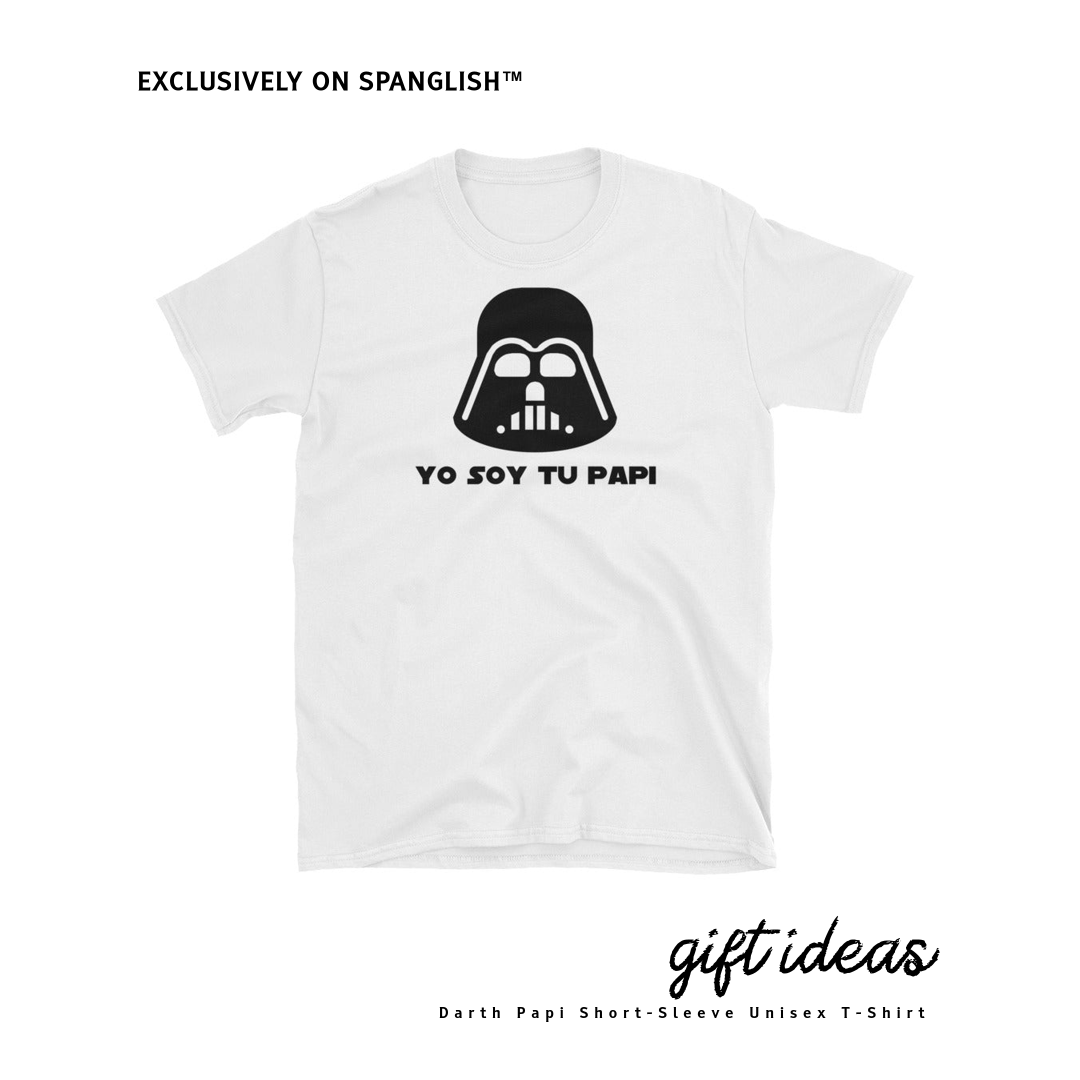 EXCLUSIVELY ON SPANGLISH™
YO SOY TU PAPI
gift ideas
Darth Papi Short-Sleeve Unisex T-Shirt